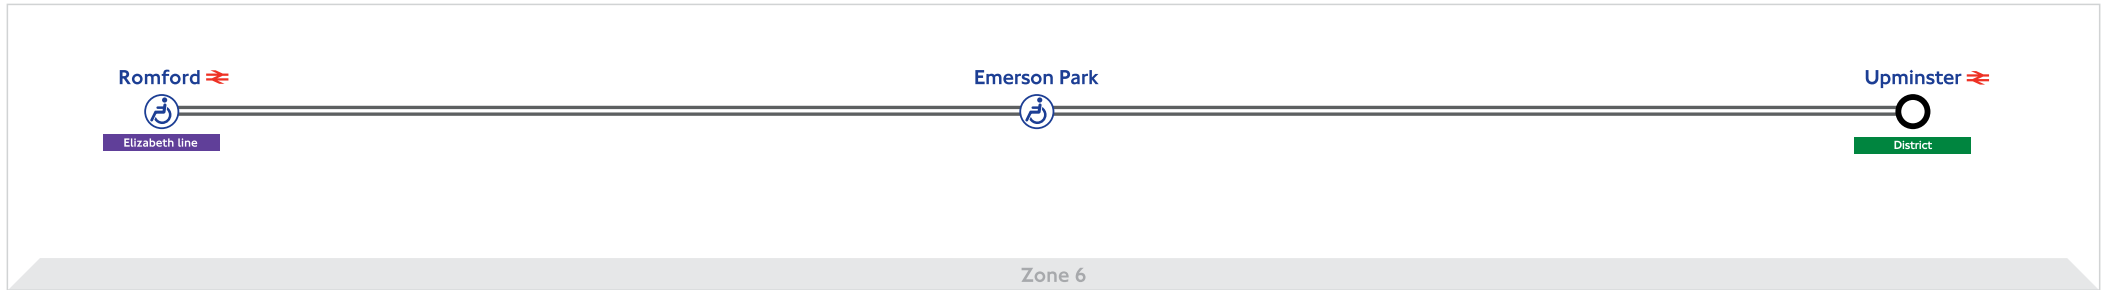 Romford
Emerson Park
Upminster
Elizabeth line
District
Zone 6